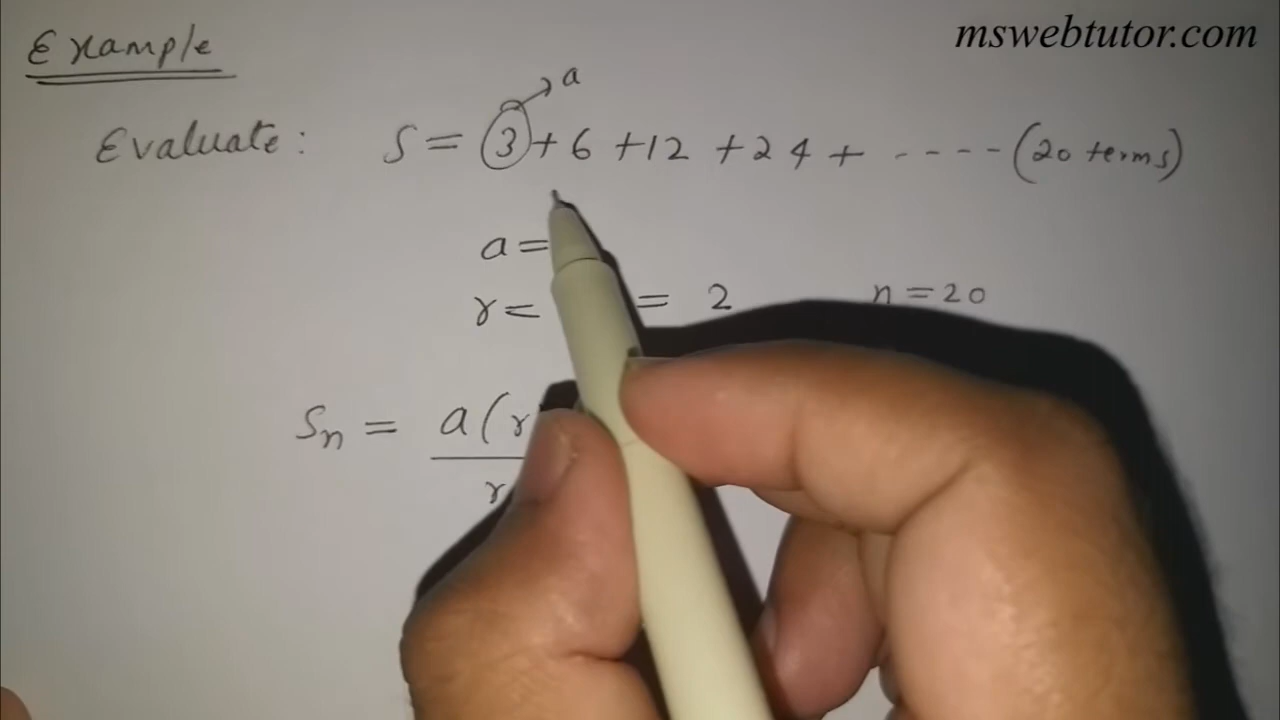 mswebtutor.com
Example
a
Evaluate: S = 3 + 6 + 12 + 24 + ---- (20 terms)
a =
r = = 2 n = 20
Sn = a(r
r